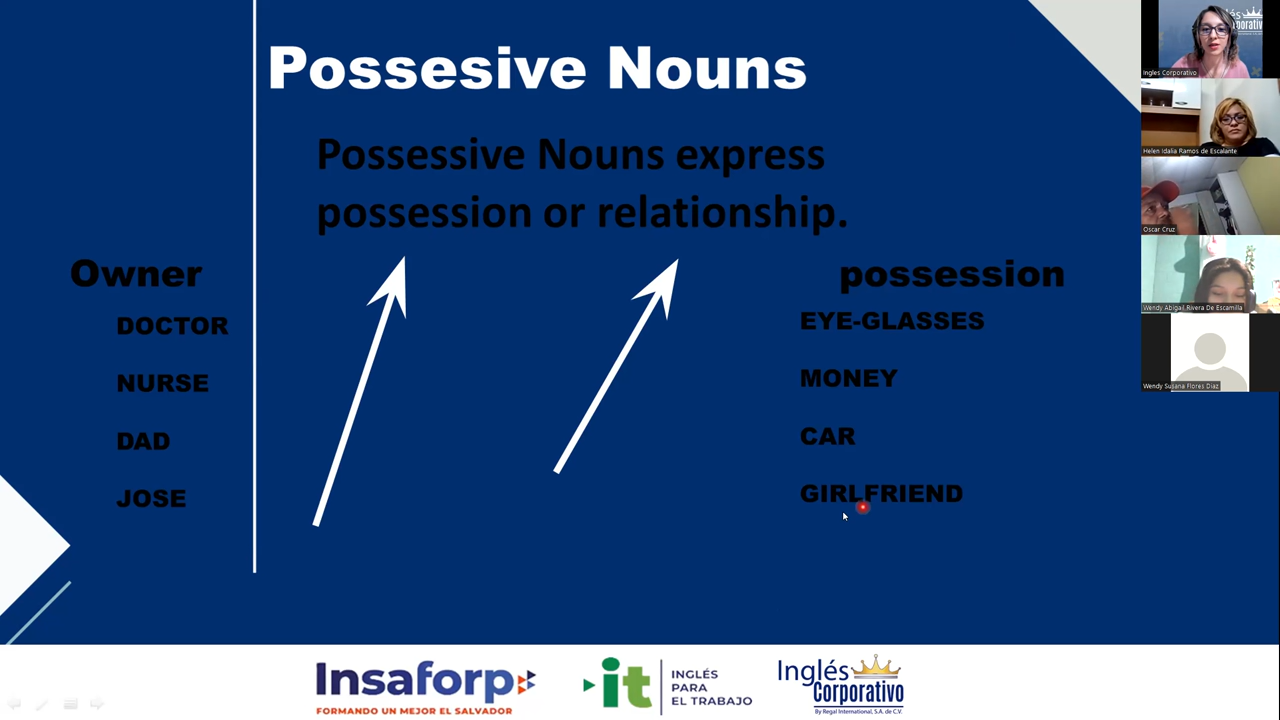 Possesive Nouns
Possessive Nouns express
possession or relationship.
Owner
DOCTOR
NURSE
DAD
JOSE
possession
EYE-GLASSES
MONEY
CAR
GIRLFRIEND
Ingles Corporativo
Helen Idalia Ramos de Escalante
Oscar Cruz
Wendy Abigail Rivera De Escamilla
Wendy Susana Flores Diaz
Insaforp
FORMANDO UN MEJOR EL SALVADOR
it
INGLÉS
PARA
EL TRABAJO
Inglés
Corporativo
By Regal International, S.A. de C.V.